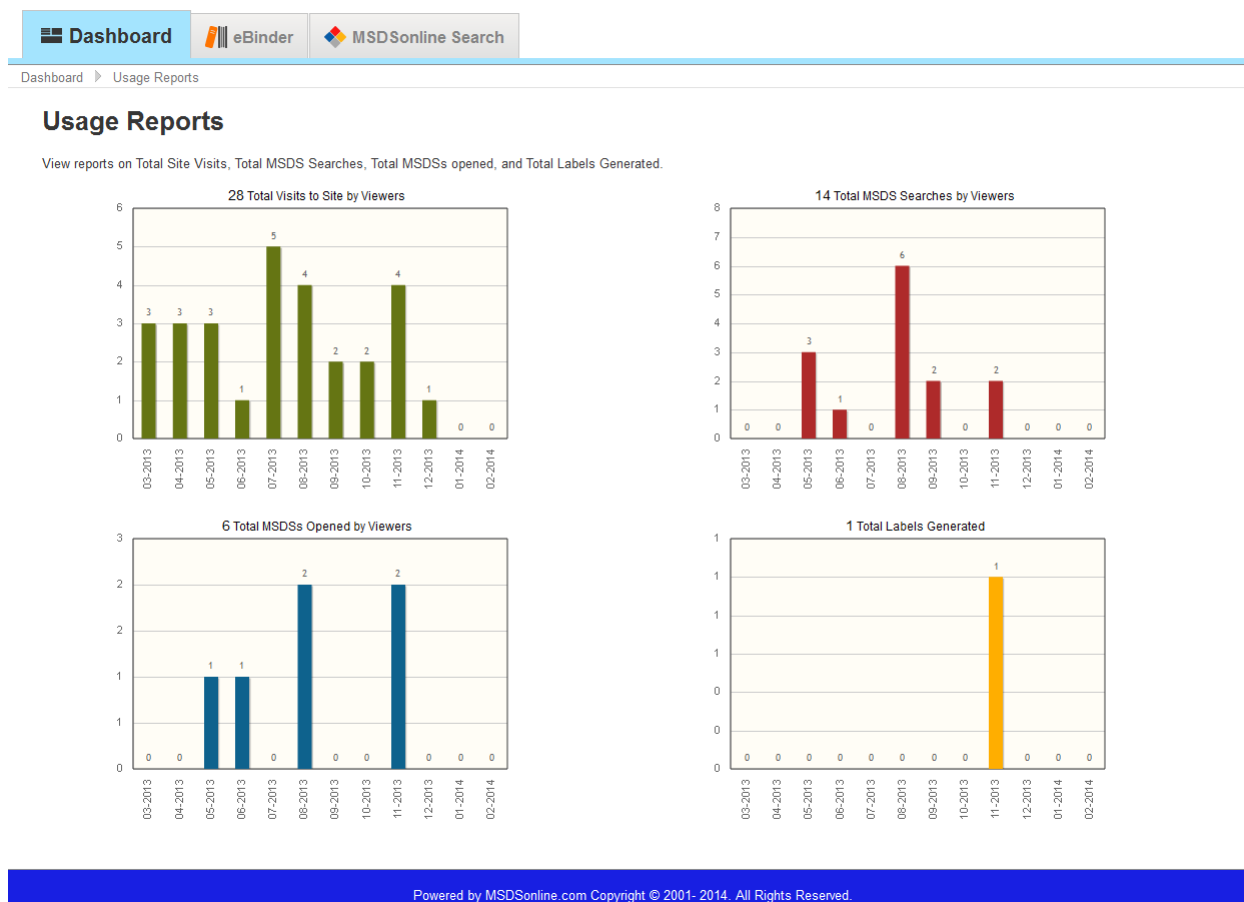 Dashboard eBinder MSDSonline Search
Dashboard Usage Reports
Usage Reports
View reports on Total Site Visits, Total MSDS Searches, Total MSDSs opened, and Total Labels Generated.
28 Total Visits to Site by Viewers
6
5
4
3
2
1
0
3 3 3 1 5 4 2 2 4 1 0 0
03-2013 04-2013 05-2013 06-2013 07-2013 08-2013 09-2013 10-2013 11-2013 12-2013 01-2014 02-2014
14 Total MSDS Searches by Viewers
8
7
6
5
4
3
2
1
0
0 0 3 1 0 6 2 0 2 0 0 0
03-2013 04-2013 05-2013 06-2013 07-2013 08-2013 09-2013 10-2013 11-2013 12-2013 01-2014 02-2014
6 Total MSDSs Opened by Viewers
3
2
2
1
1
0
0 0 1 1 0 2 0 0 2 0 0 0
03-2013 04-2013 05-2013 06-2013 07-2013 08-2013 09-2013 10-2013 11-2013 12-2013 01-2014 02-2014
1 Total Labels Generated
1
1
1
1
0
0
0
0 0 0 0 0 0 0 0 1 0 0 0
03-2013 04-2013 05-2013 06-2013 07-2013 08-2013 09-2013 10-2013 11-2013 12-2013 01-2014 02-2014
Powered by MSDSonline.com Copyright © 2001- 2014. All Rights Reserved.